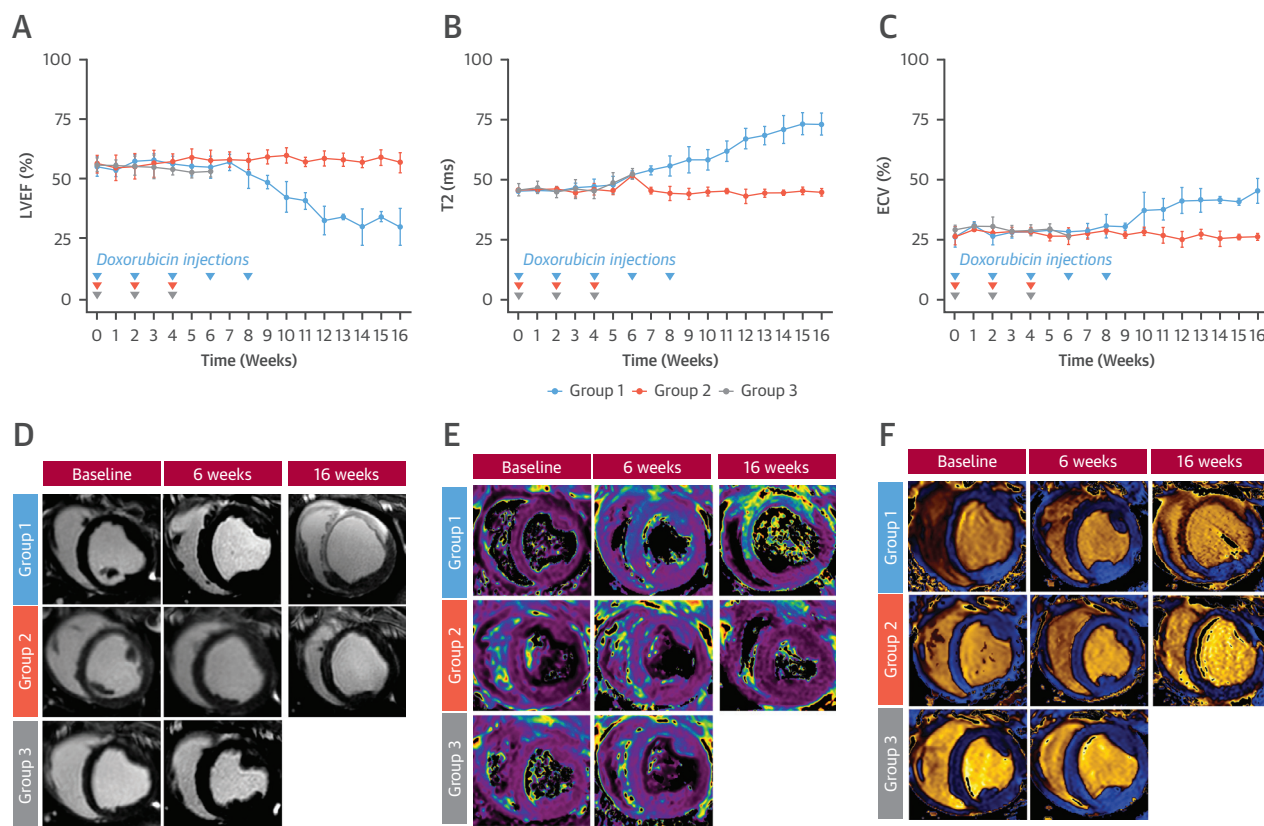 A
B
C
100
75
50
25
0
LVEF (%)
Doxorubicin injections
0 1 2 3 4 5 6 7 8 9 10 11 12 13 14 15 16
Time (Weeks)
100
75
50
25
0
T2 (ms)
Doxorubicin injections
0 1 2 3 4 5 6 7 8 9 10 11 12 13 14 15 16
Time (Weeks)
100
75
50
25
0
ECV (%)
Doxorubicin injections
0 1 2 3 4 5 6 7 8 9 10 11 12 13 14 15 16
Time (Weeks)
Group 1 Group 2 Group 3
D
Baseline 6 weeks 16 weeks
Group 1
Group 2
Group 3
E
Baseline 6 weeks 16 weeks
Group 1
Group 2
Group 3
F
Baseline 6 weeks 16 weeks
Group 1
Group 2
Group 3